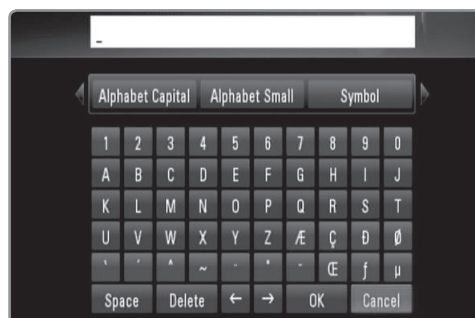 _
Alphabet Capital Alphabet Small Symbol
1 2 3 4 5 6 7 8 9 0
A B C D E F G H I J
K L M N O P Q R S T
U V W X Y Z Æ Ç Ð Ø
` ´ ^ ~ ¨ ° ˉ Œ ƒ µ
Space Delete ← → OK Cancel